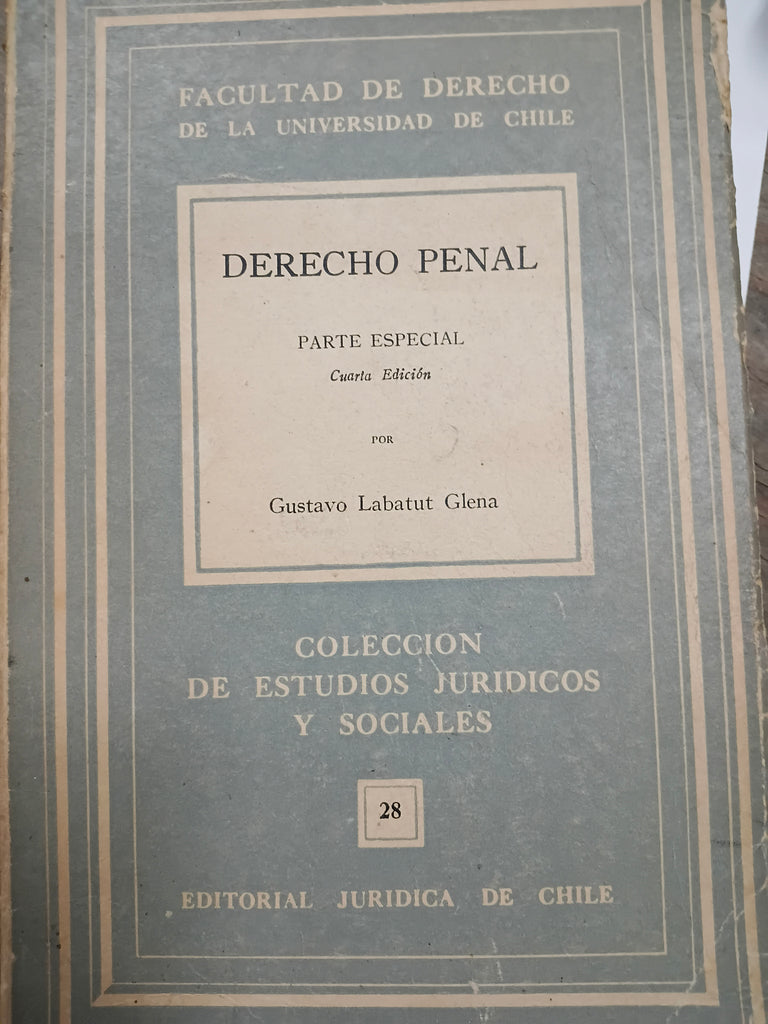 FACULTAD DE DERECHO
DE LA UNIVERSIDAD DE CHILE
DERECHO PENAL
PARTE ESPECIAL
Cuarta Edición
POR
Gustavo Labatut Glena
COLECCION
DE ESTUDIOS JURIDICOS
Y SOCIALES
28
EDITORIAL JURIDICA DE CHILE